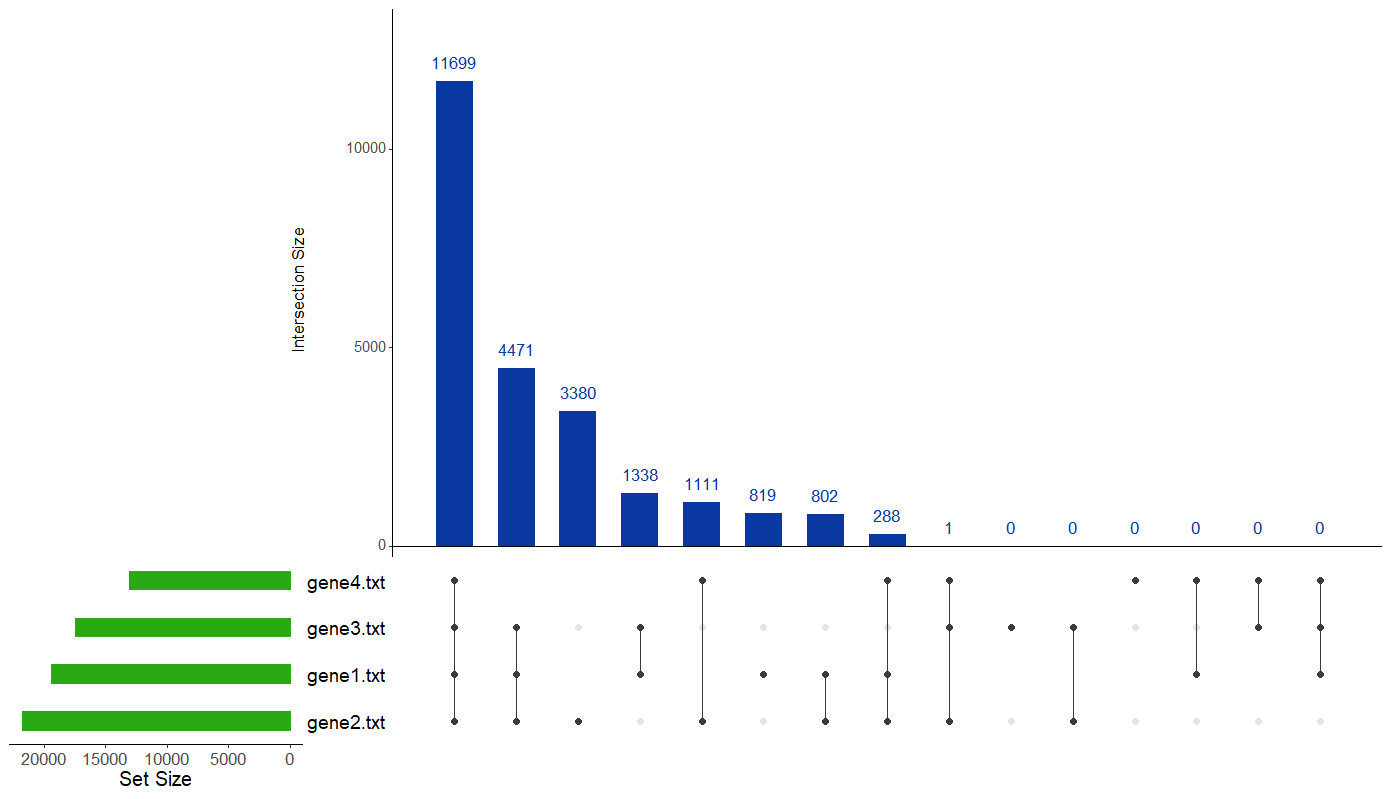 11699
10000
Intersection Size
5000
4471
3380
1338
1111
819
802
288
1
0
0
0
0
0
0
0
gene4.txt
gene3.txt
gene1.txt
gene2.txt
20000 15000 10000 5000 0
Set Size